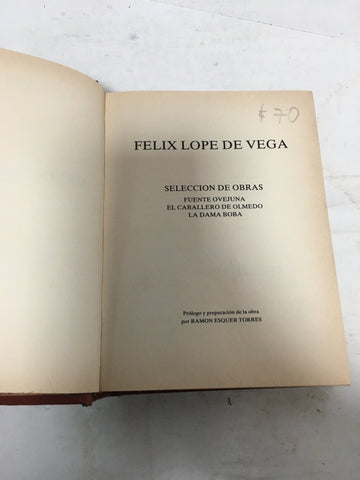 $ 70
FELIX LOPE DE VEGA
SELECCION DE OBRAS
FUENTE OVEJUNA
EL CABALLERO DE OLMEDO
LA DAMA BOBA
Prólogo y preparación de la obra
por RAMON ESQUER TORRES